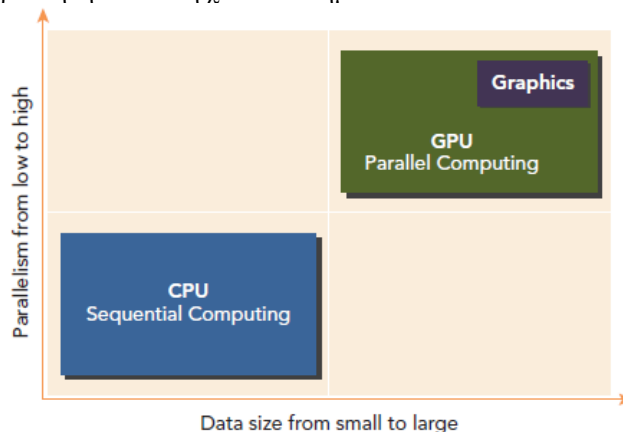 Parallelism from low to high
Graphics
GPU
Parallel Computing
CPU
Sequential Computing
Data size from small to large